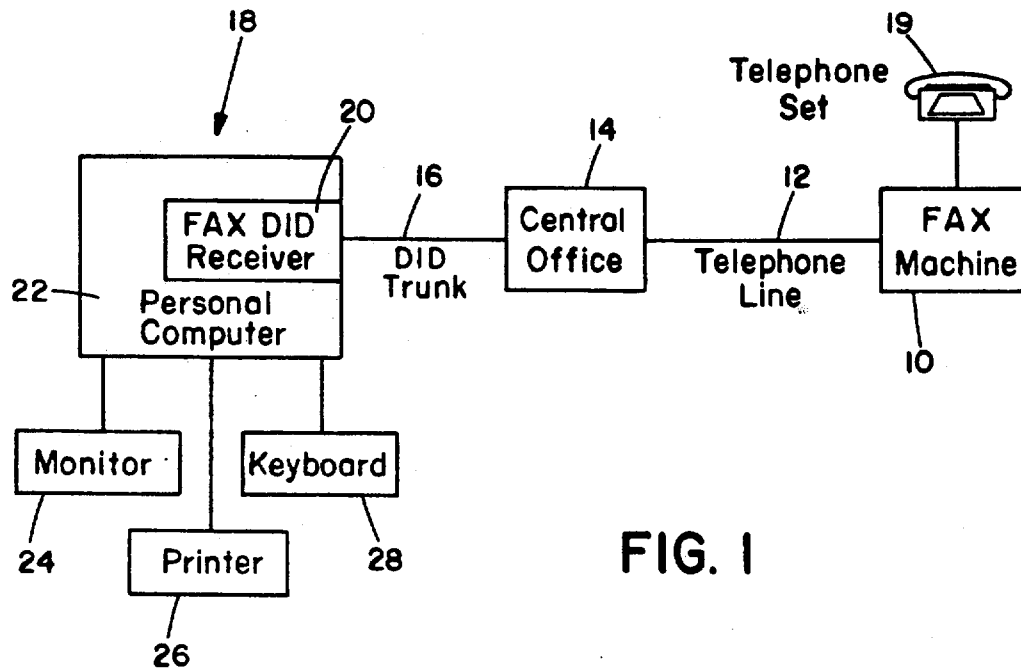 18
19
Telephone
Set
20
14
16
12
FAX DID
Receiver
Central
Office
FAX
Machine
DID
Trunk
Telephone
Line
22
Personal
Computer
10
Monitor
Keyboard
24
28
Printer
26
FIG. 1